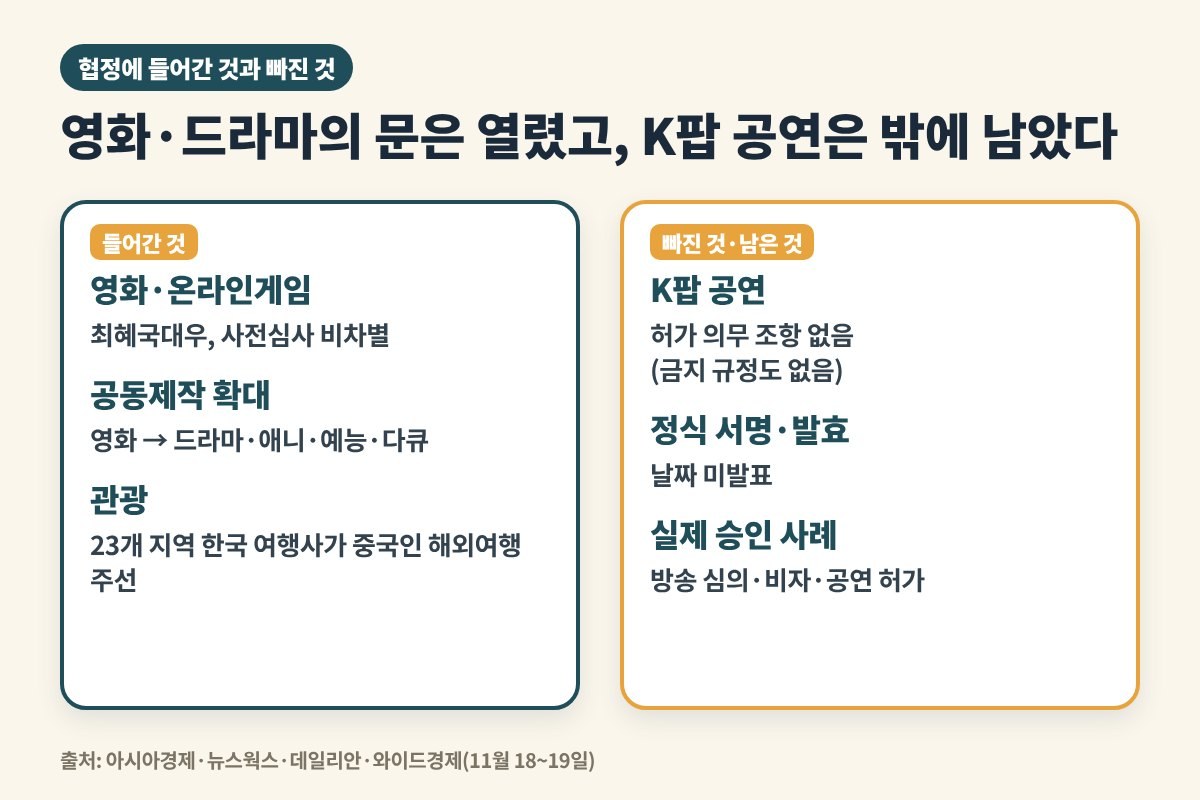 협정에 들어간 것과 빠진 것
영화·드라마의 문은 열렸고, K팝 공연은 밖에 남았다
들어간 것
영화·온라인게임
최혜국대우, 사전심사 비차별
공동제작 확대
영화 → 드라마·애니·예능·다큐
관광
23개 지역 한국 여행사가 중국인 해외여행
주선
빠진 것·남은 것
K팝 공연
허가 의무 조항 없음
(금지 규정도 없음)
정식 서명·발효
날짜 미발표
실제 승인 사례
방송 심의·비자·공연 허가
출처: 아시아경제·뉴스웍스·데일리안·와이드경제(11월 18~19일)